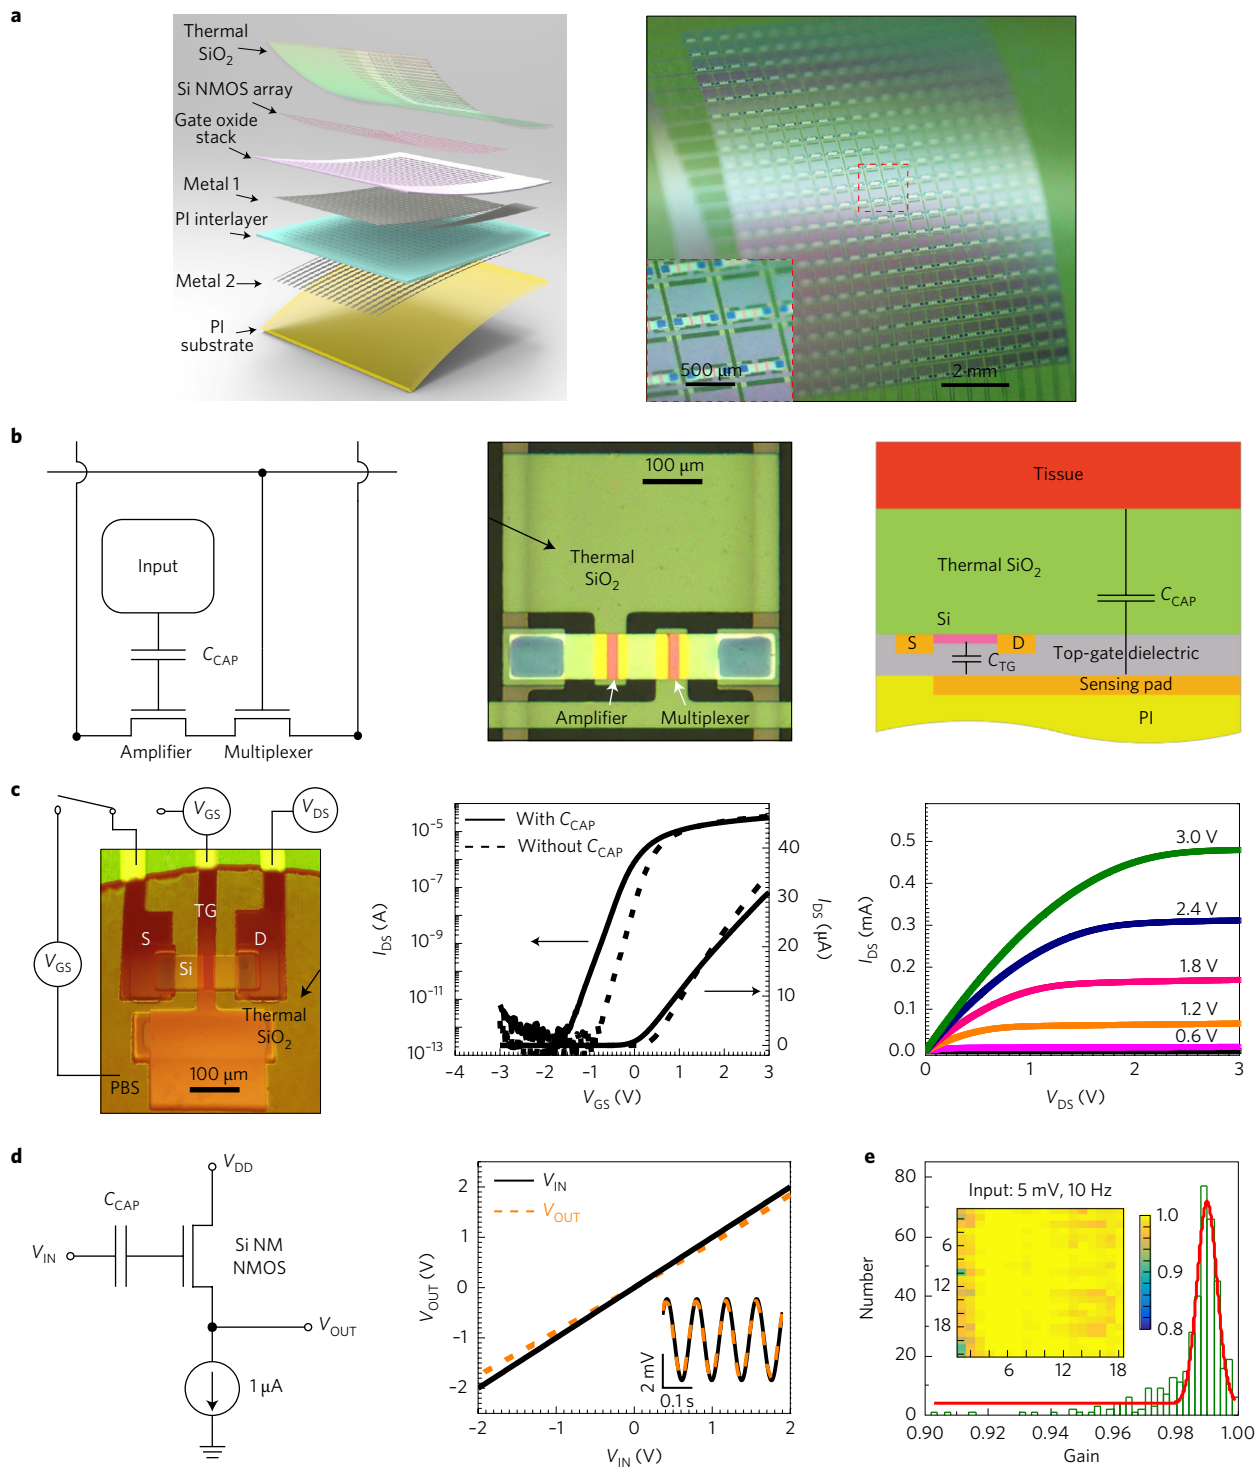 a
Thermal
SiO2
Si NMOS array
Gate oxide
stack
Metal 1
PI interlayer
Metal 2
PI
substrate
500 μm
2 mm
b
Input
CCAP
Amplifier
Multiplexer
100 μm
Thermal
SiO2
Amplifier
Multiplexer
Tissue
Thermal SiO2
CCAP
Si
S
D
CTG
Top-gate dielectric
Sensing pad
PI
c
VGS
VDS
TG
S
D
Si
VGS
Thermal
SiO2
PBS
100 μm
With CCAP
Without CCAP
10-5
10-7
10-9
10-11
10-13
IDS (A)
40
30
20
10
0
IDS (μA)
-4 -3 -2 -1 0 1 2 3
VGS (V)
0.5
0.4
0.3
0.2
0.1
0.0
IDS (mA)
3.0 V
2.4 V
1.8 V
1.2 V
0.6 V
0 1 2 3
VDS (V)
d
VDD
CCAP
VIN
Si NM
NMOS
VOUT
1 μA
VIN
VOUT
2
1
0
-1
-2
VOUT (V)
2 mV
0.1 s
-2 -1 0 1 2
VIN (V)
e
80
60
40
20
0
Number
Input: 5 mV, 10 Hz
6
12
18
6 12 18
1.0
0.9
0.8
0.90 0.92 0.94 0.96 0.98 1.00
Gain